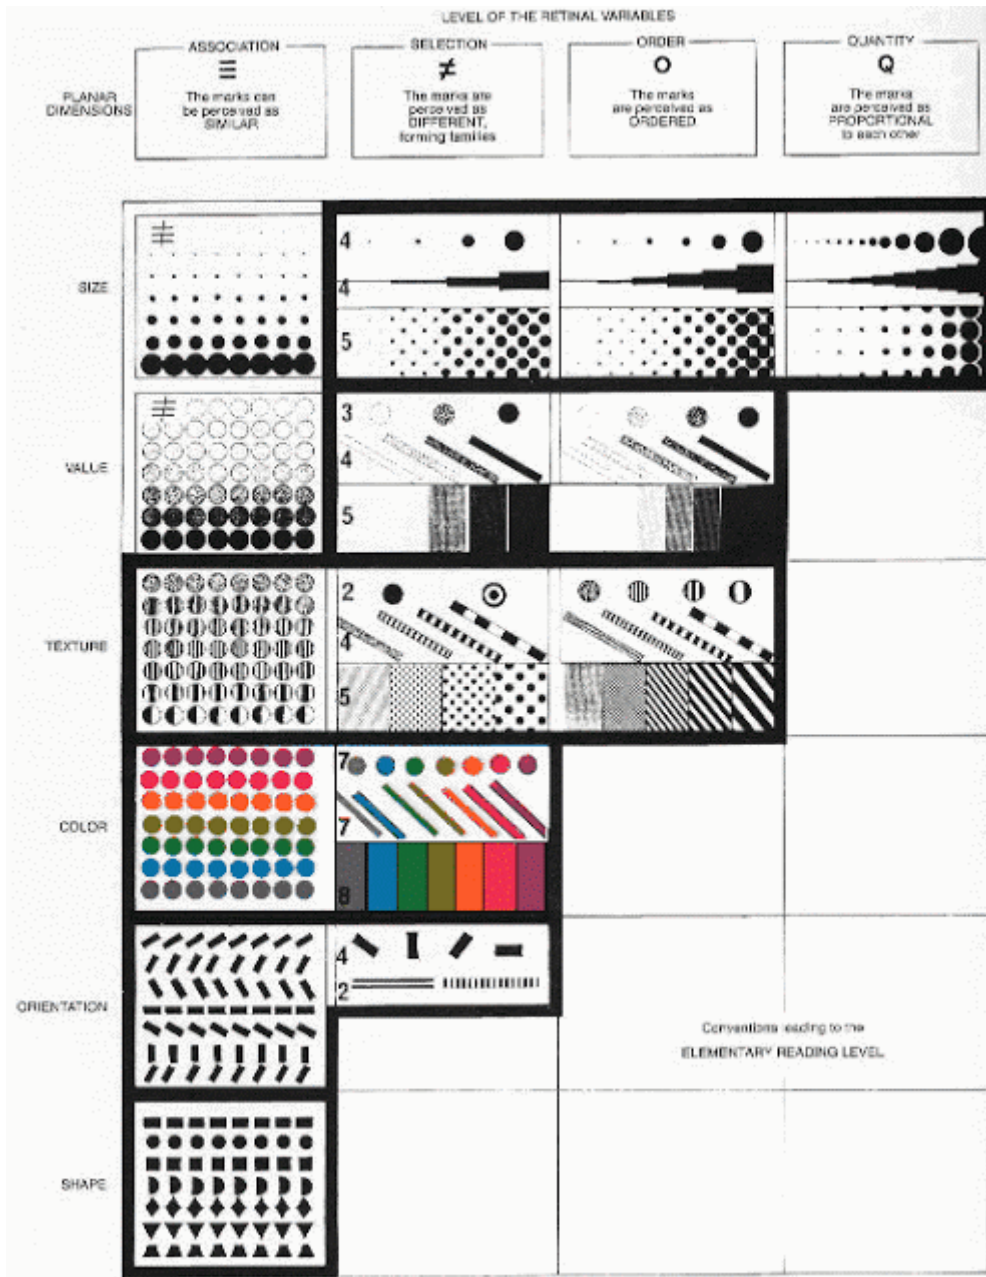 LEVEL OF THE RETINAL VARIABLES
PLANAR
DIMENSIONS
ASSOCIATION
≡
The marks can
be perceived as
SIMILAR
SELECTION
≠
The marks are
perceived as
DIFFERENT,
forming families
ORDER
O
The marks
are perceived as
ORDERED
QUANTITY
Q
The marks
are perceived as
PROPORTIONAL
to each other
SIZE
4
4
5
VALUE
3
4
5
TEXTURE
2
4
5
COLOR
7
7
8
ORIENTATION
4
2
Conventions leading to the
ELEMENTARY READING LEVEL
SHAPE